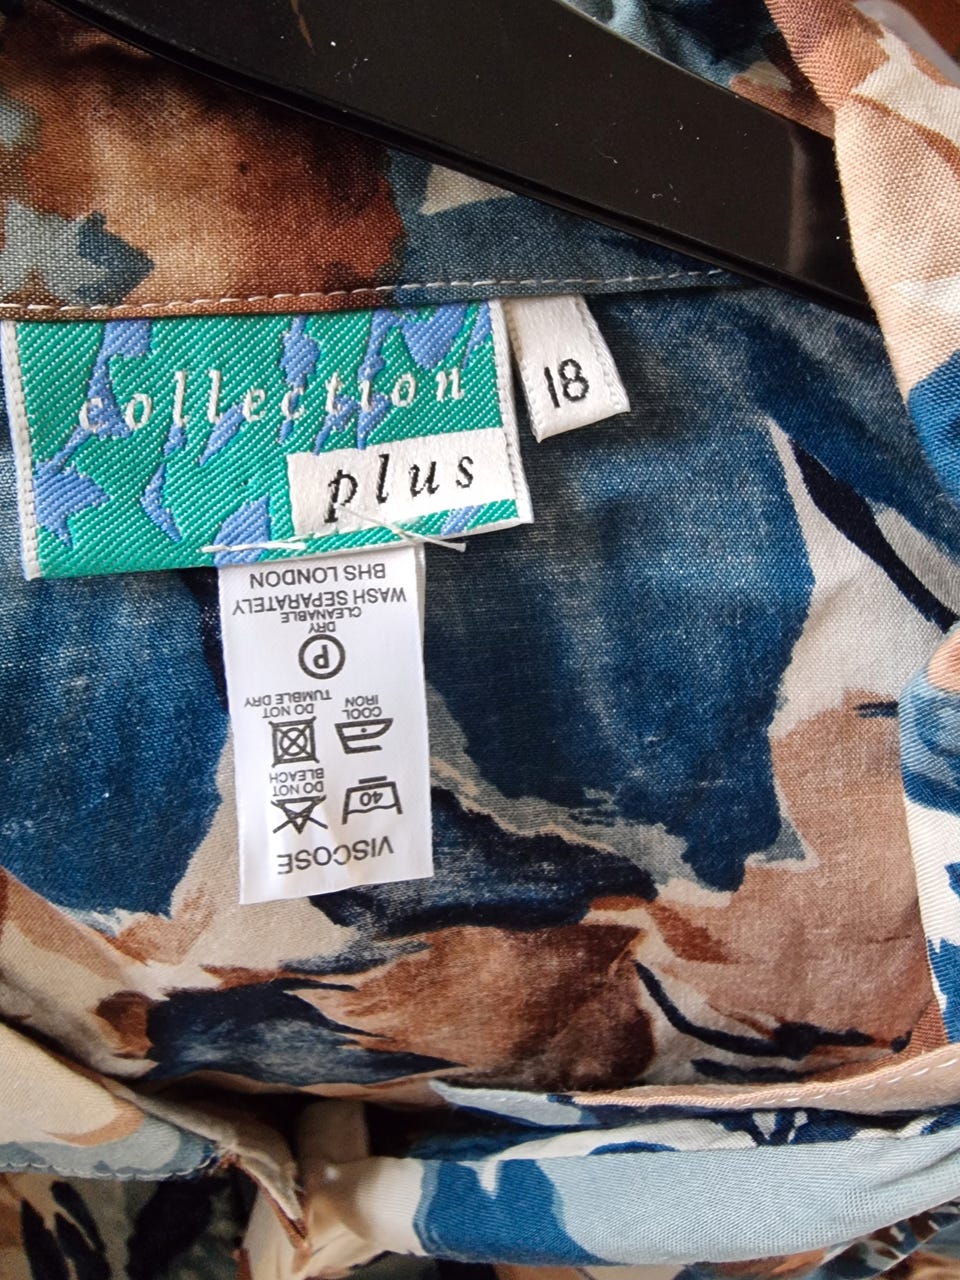 collection
plus
18
VISCOSE
40
DO NOT
BLEACH
COOL
IRON
DO NOT
TUMBLE DRY
P
DRY
CLEANABLE
WASH SEPARATELY
BHS LONDON